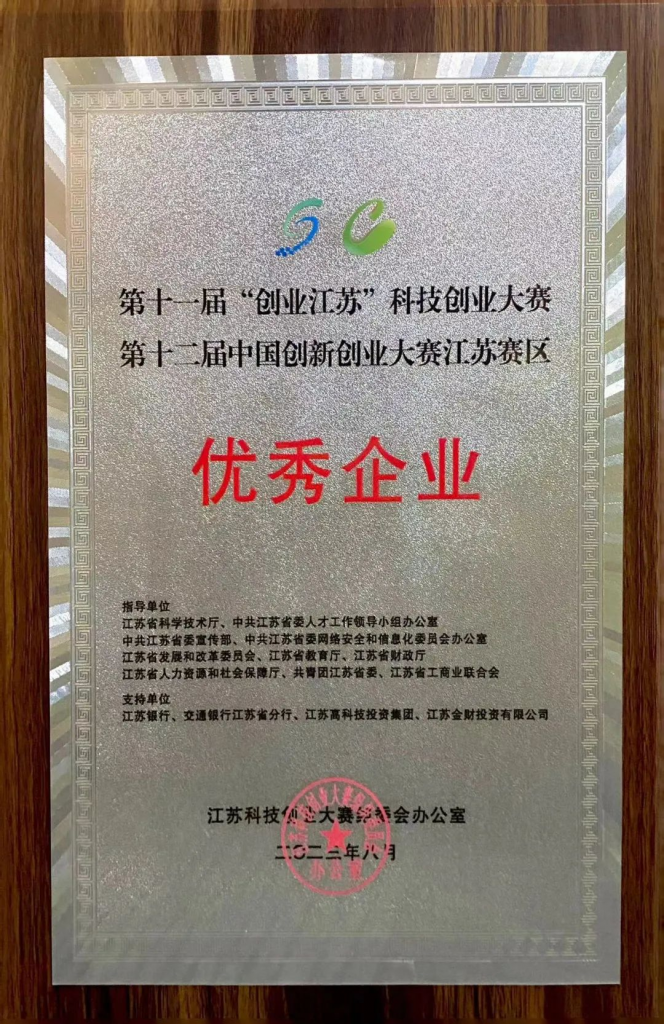 第十一届“创业江苏”科技创业大赛
第十二届中国创新创业大赛江苏赛区
优秀企业
指导单位
江苏省科学技术厅、中共江苏省委人才工作领导小组办公室
中共江苏省委宣传部、中共江苏省委网络安全和信息化委员会办公室
江苏省发展和改革委员会、江苏省教育厅、江苏省财政厅
江苏省人力资源和社会保障厅、共青团江苏省委、江苏省工商业联合会
支持单位
江苏银行、交通银行江苏省分行、江苏高科技投资集团、江苏金财投资有限公司
江苏科技创业大赛组委会办公室
二〇二三年八月
办公室